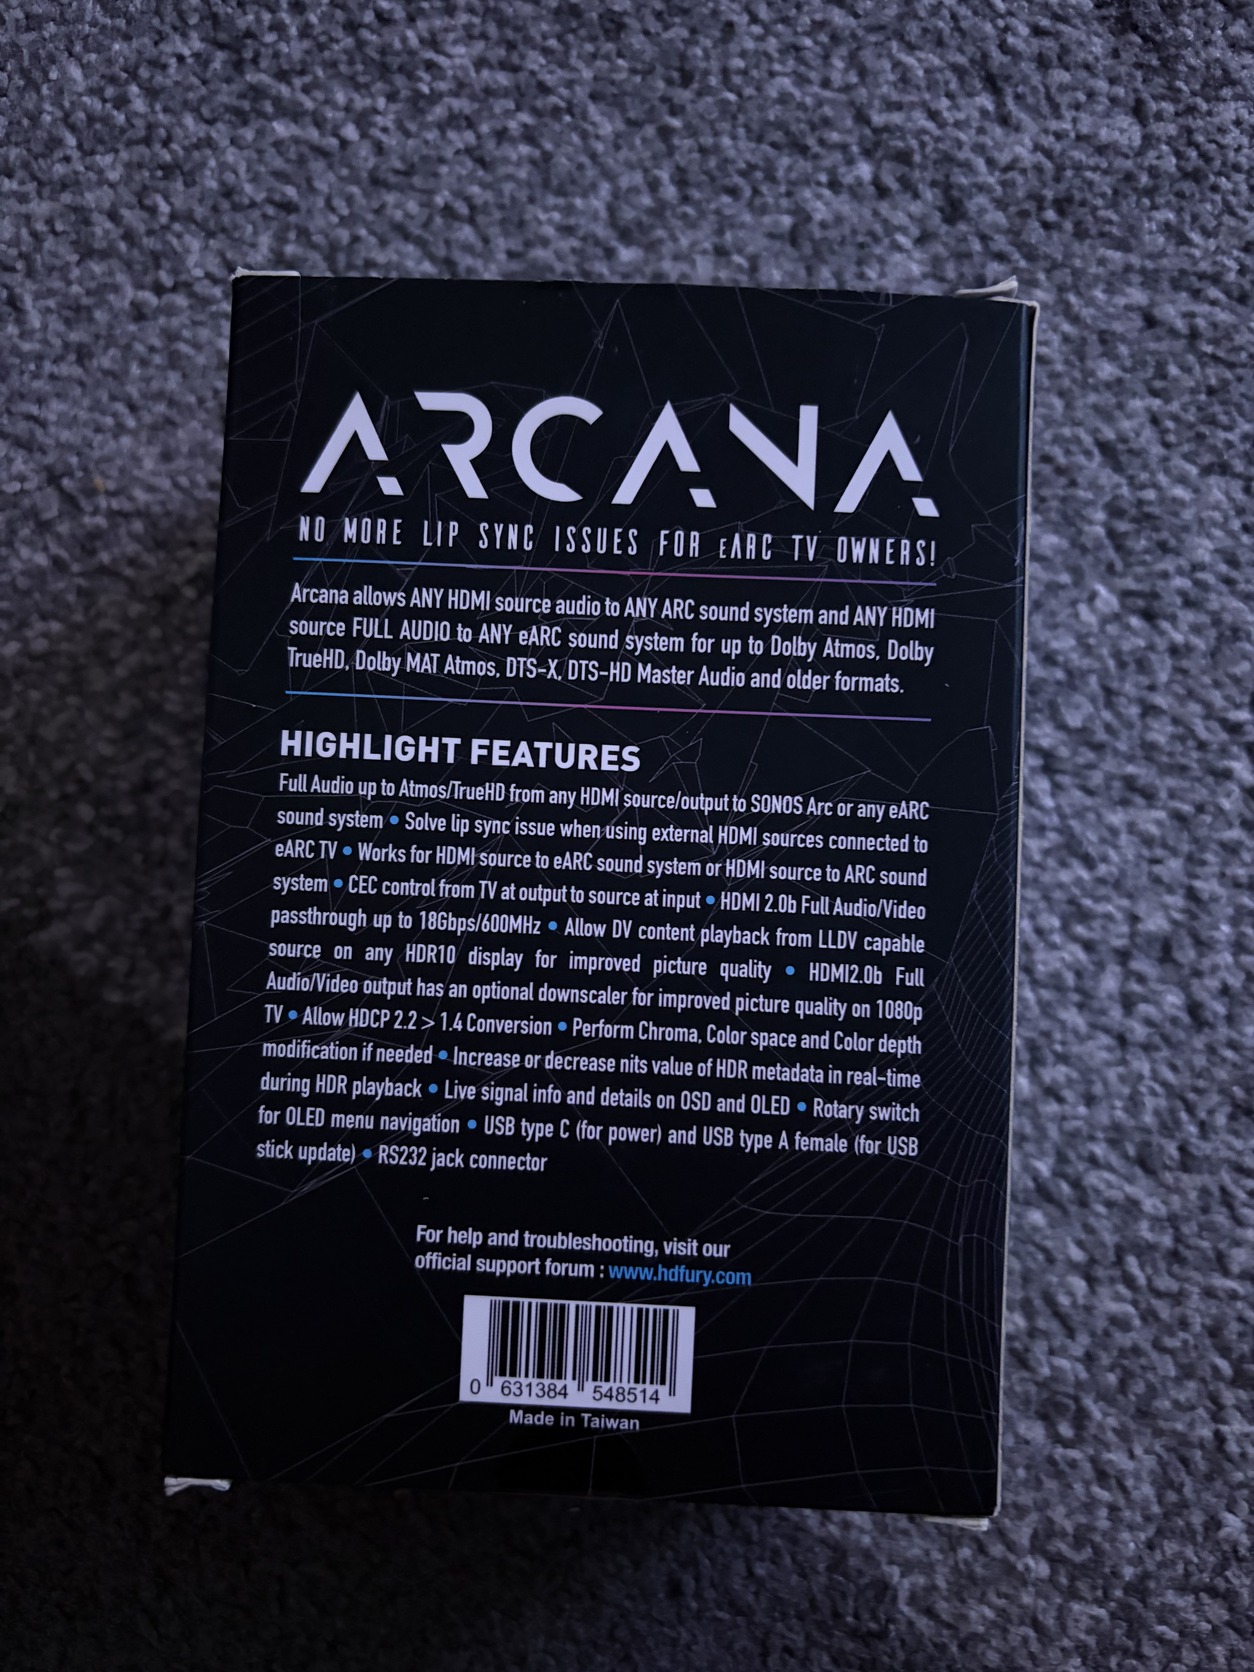 ARCANA
NO MORE LIP SYNC ISSUES FOR eARC TV OWNERS!
Arcana allows ANY HDMI source audio to ANY ARC sound system and ANY HDMI
source FULL AUDIO to ANY eARC sound system for up to Dolby Atmos, Dolby
TrueHD, Dolby MAT Atmos, DTS-X, DTS-HD Master Audio and older formats.
HIGHLIGHT FEATURES
Full Audio up to Atmos/TrueHD from any HDMI source/output to SONOS Arc or any eARC
sound system • Solve lip sync issue when using external HDMI sources connected to
eARC TV • Works for HDMI source to eARC sound system or HDMI source to ARC sound
system • CEC control from TV at output to source at input • HDMI 2.0b Full Audio/Video
passthrough up to 18Gbps/600MHz • Allow DV content playback from LLDV capable
source on any HDR10 display for improved picture quality • HDMI2.0b Full
Audio/Video output has an optional downscaler for improved picture quality on 1080p
TV • Allow HDCP 2.2 > 1.4 Conversion • Perform Chroma, Color space and Color depth
modification if needed • Increase or decrease nits value of HDR metadata in real-time
during HDR playback • Live signal info and details on OSD and OLED • Rotary switch
for OLED menu navigation • USB type C (for power) and USB type A female (for USB
stick update) • RS232 jack connector
For help and troubleshooting, visit our
official support forum : www.hdfury.com
0 631384 548514
Made in Taiwan